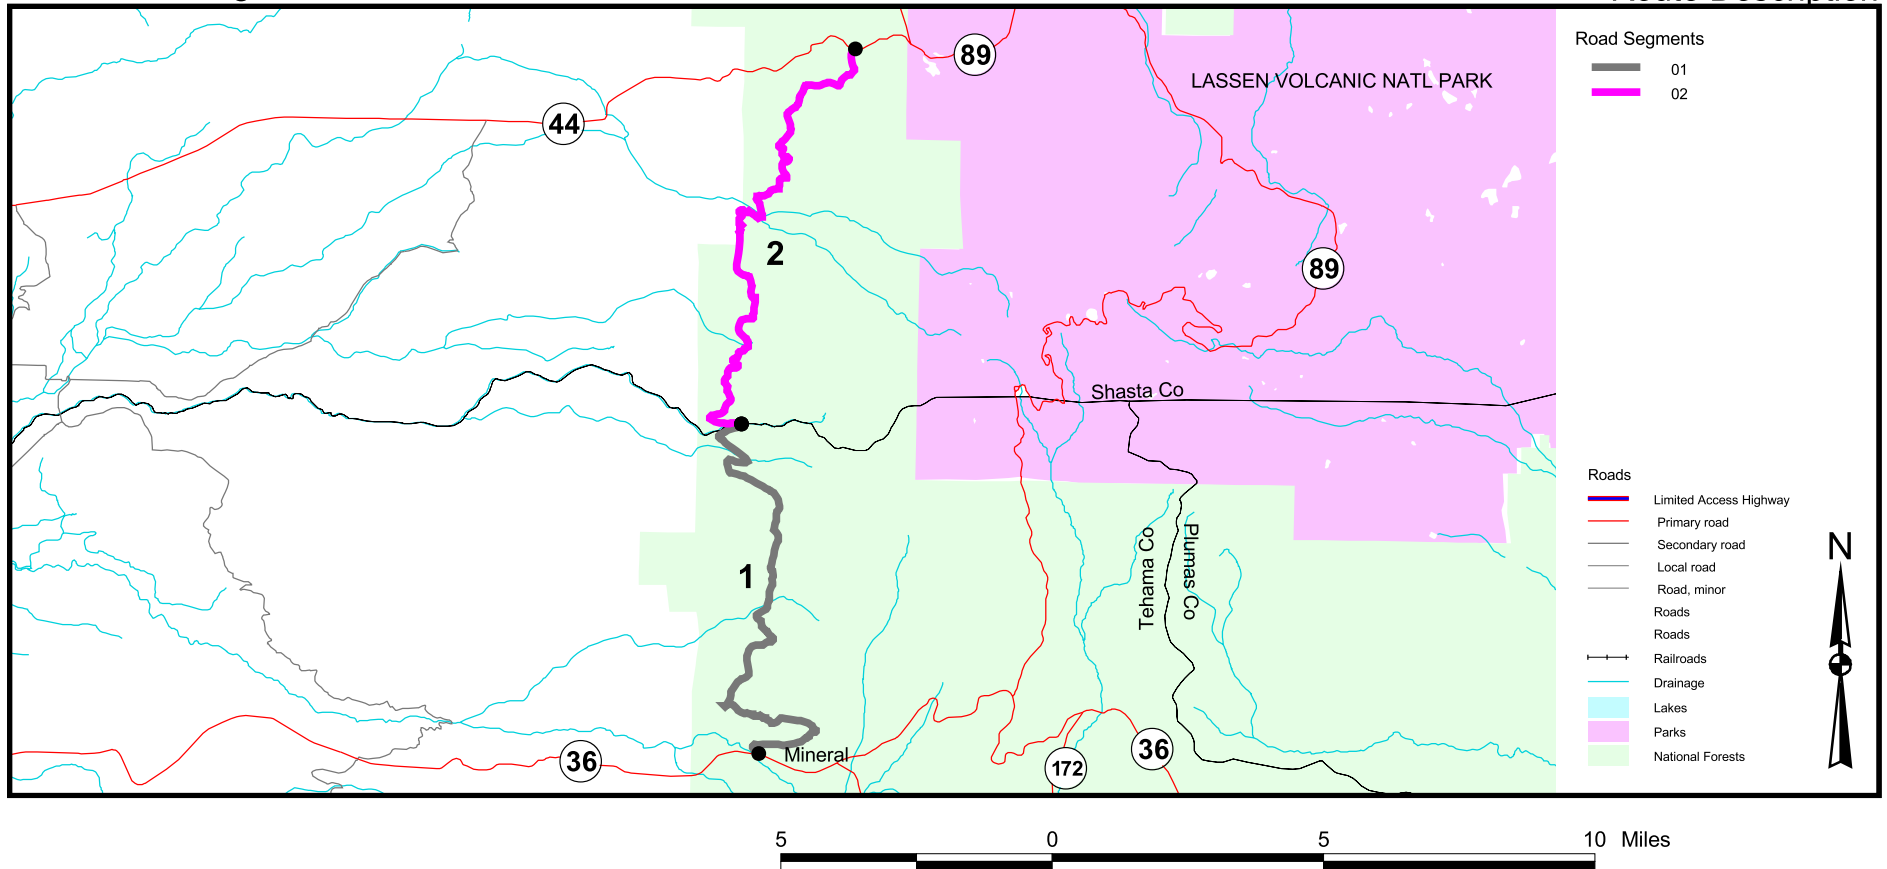 Route Description
Road Segments
01
02
LASSEN VOLCANIC NATL PARK
89
44
2
89
Shasta Co
Roads
Limited Access Highway
Primary road
Secondary road
Local road
Road, minor
Roads
Roads
Railroads
Drainage
Lakes
Parks
National Forests
N
Tehama Co
Plumas Co
1
Mineral
36
36
172
5 0 5 10 Miles